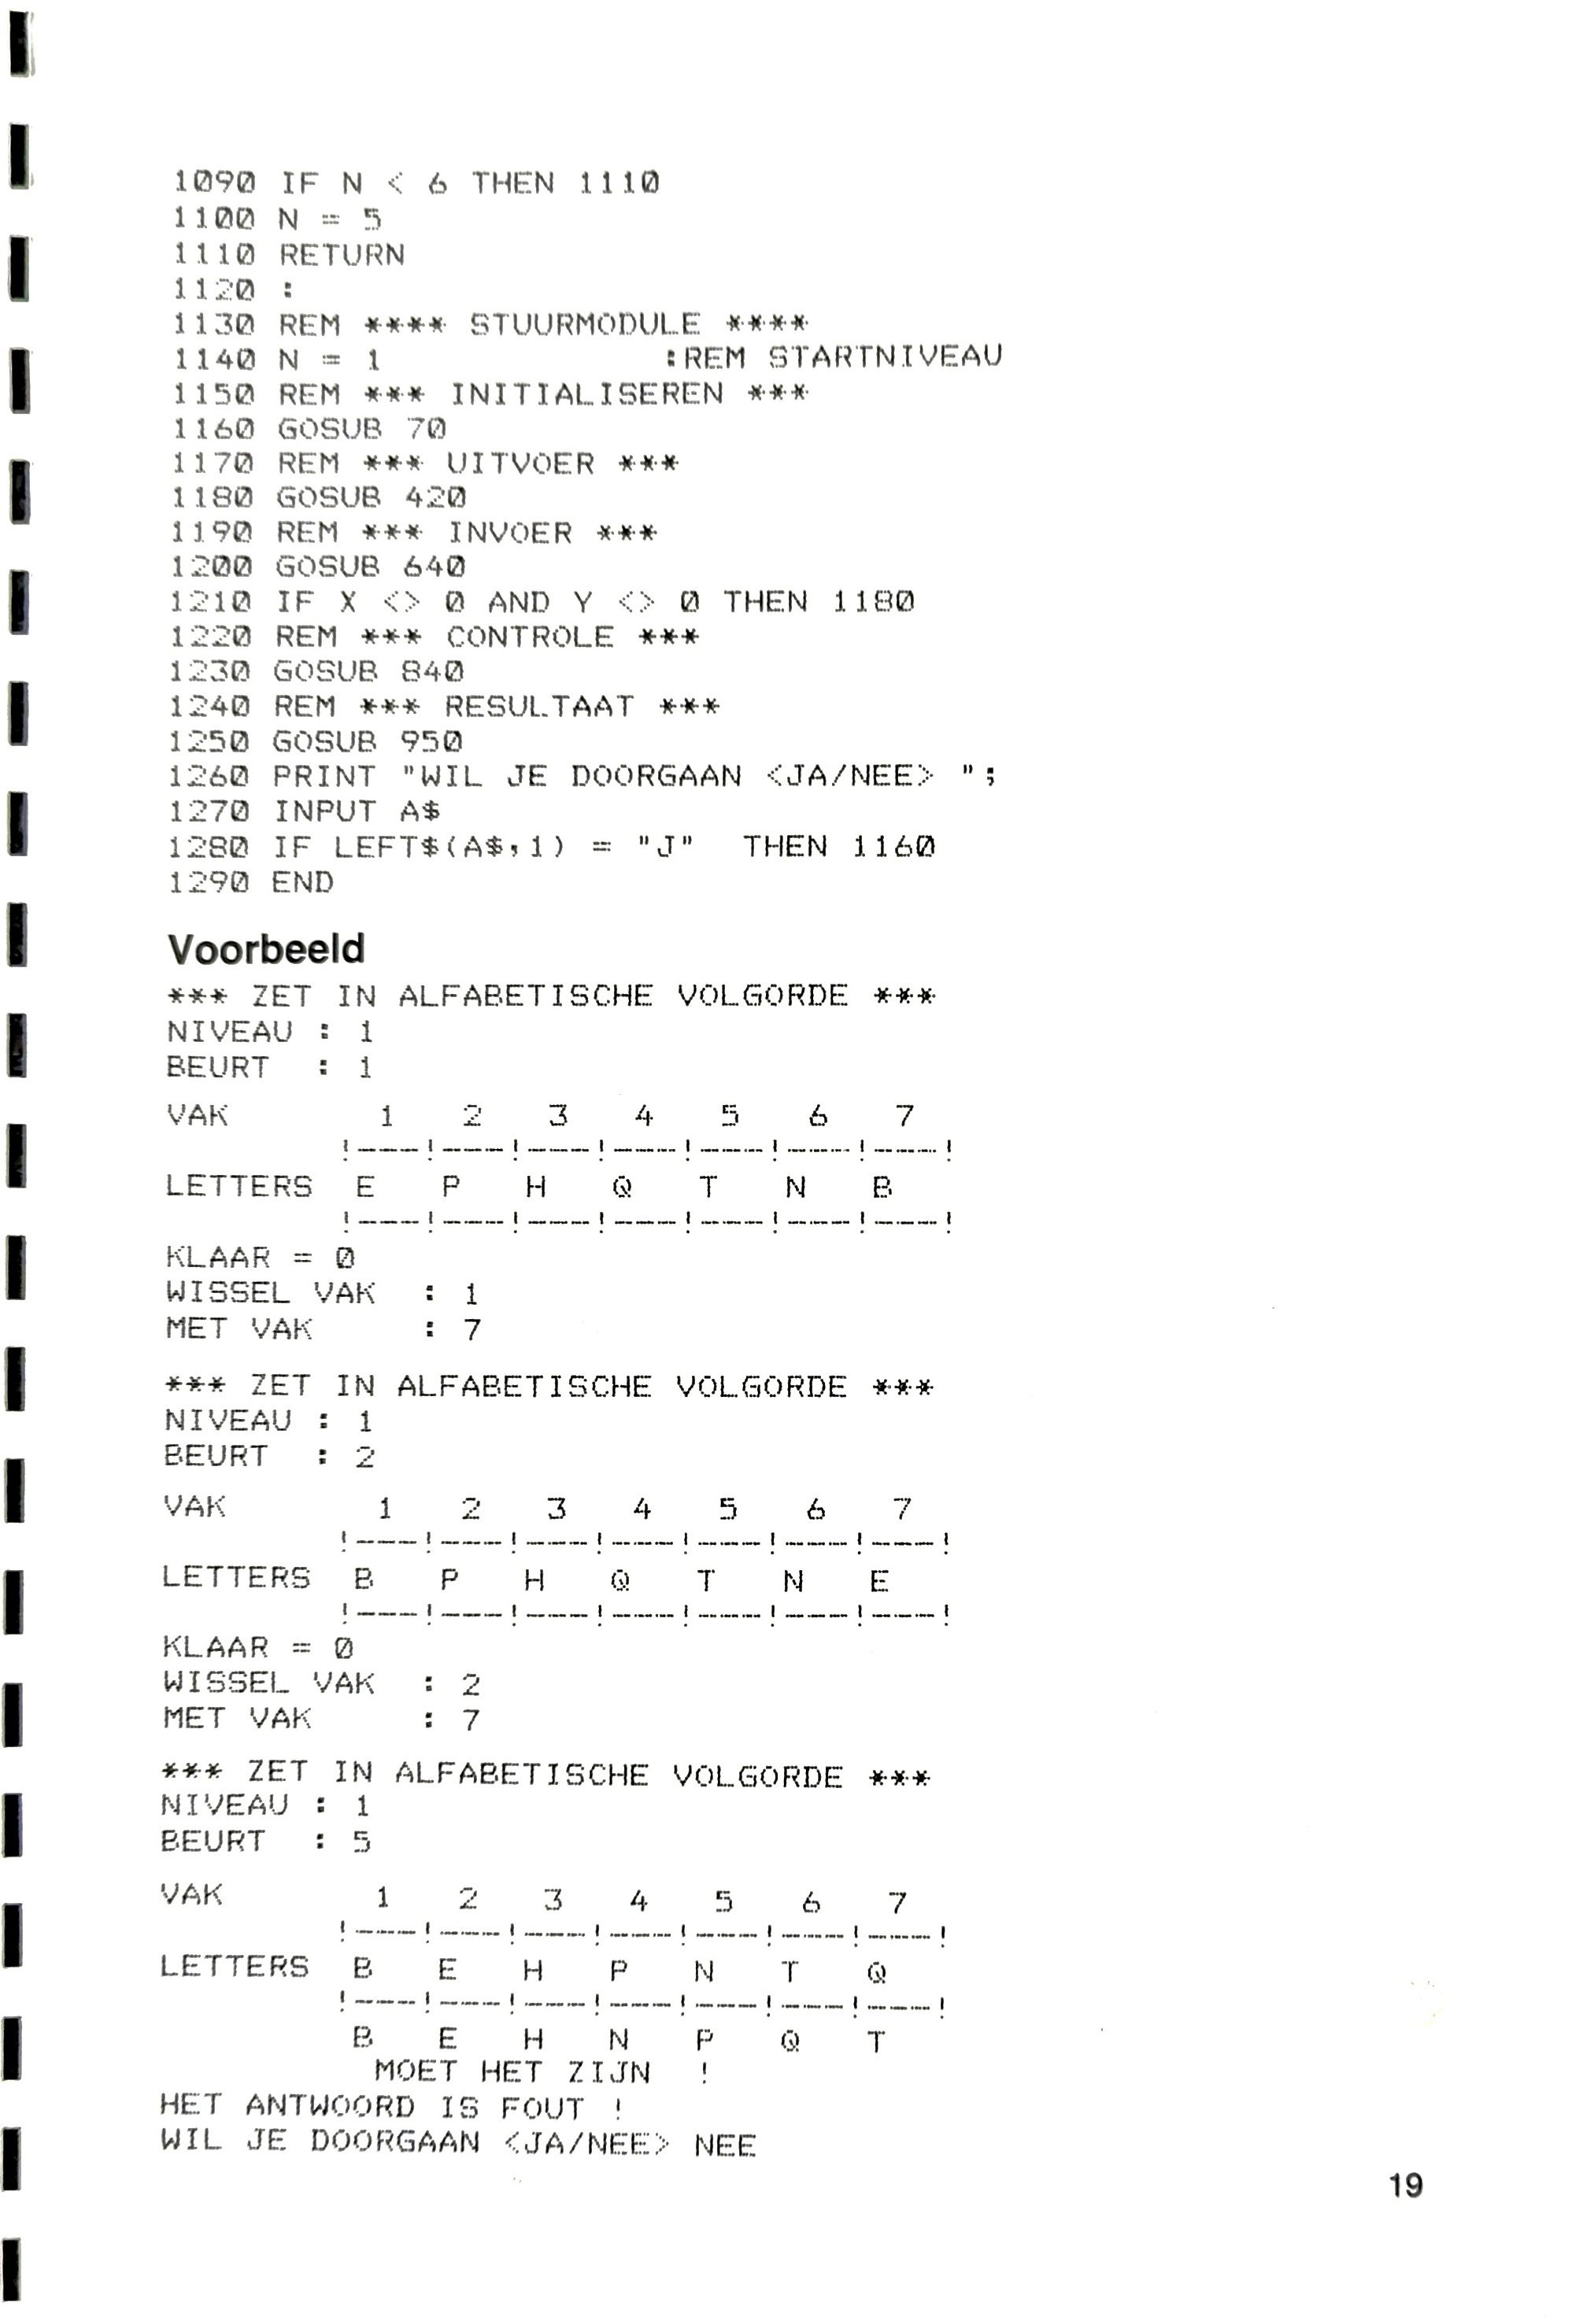 1090 IF N < 6 THEN 1110
1100 N = 5
1110 RETURN
1120 :
1130 REM **** STUURMODULE ****
1140 N = 1             :REM STARTNIVEAU
1150 REM *** INITIALISEREN ***
1160 GOSUB 70
1170 REM *** UITVOER ***
1180 GOSUB 420
1190 REM *** INVOER ***
1200 GOSUB 640
1210 IF X <> 0 AND Y <> 0 THEN 1180
1220 REM *** CONTROLE ***
1230 GOSUB 840
1240 REM *** RESULTAAT ***
1250 GOSUB 950
1260 PRINT "WIL JE DOORGAAN <JA/NEE> ";
1270 INPUT A$
1280 IF LEFT$(A$,1) = "J"  THEN 1160
1290 END
Voorbeeld
*** ZET IN ALFABETISCHE VOLGORDE ***
NIVEAU : 1
BEURT  : 1
VAK       1   2   3   4   5   6   7
!---!---!---!---!---!---!---!
LETTERS  E   P   H   Q   T   N   B
!---!---!---!---!---!---!---!
KLAAR = 0
WISSEL VAK  : 1
MET VAK     : 7
*** ZET IN ALFABETISCHE VOLGORDE ***
NIVEAU : 1
BEURT  : 2
VAK       1   2   3   4   5   6   7
!---!---!---!---!---!---!---!
LETTERS  B   P   H   Q   T   N   E
!---!---!---!---!---!---!---!
KLAAR = 0
WISSEL VAK  : 2
MET VAK     : 7
*** ZET IN ALFABETISCHE VOLGORDE ***
NIVEAU : 1
BEURT  : 5
VAK       1   2   3   4   5   6   7
!---!---!---!---!---!---!---!
LETTERS  B   E   H   P   N   T   Q
!---!---!---!---!---!---!---!
B   E   H   N   P   Q   T
MOET HET ZIJN  !
HET ANTWOORD IS FOUT !
WIL JE DOORGAAN <JA/NEE> NEE
19